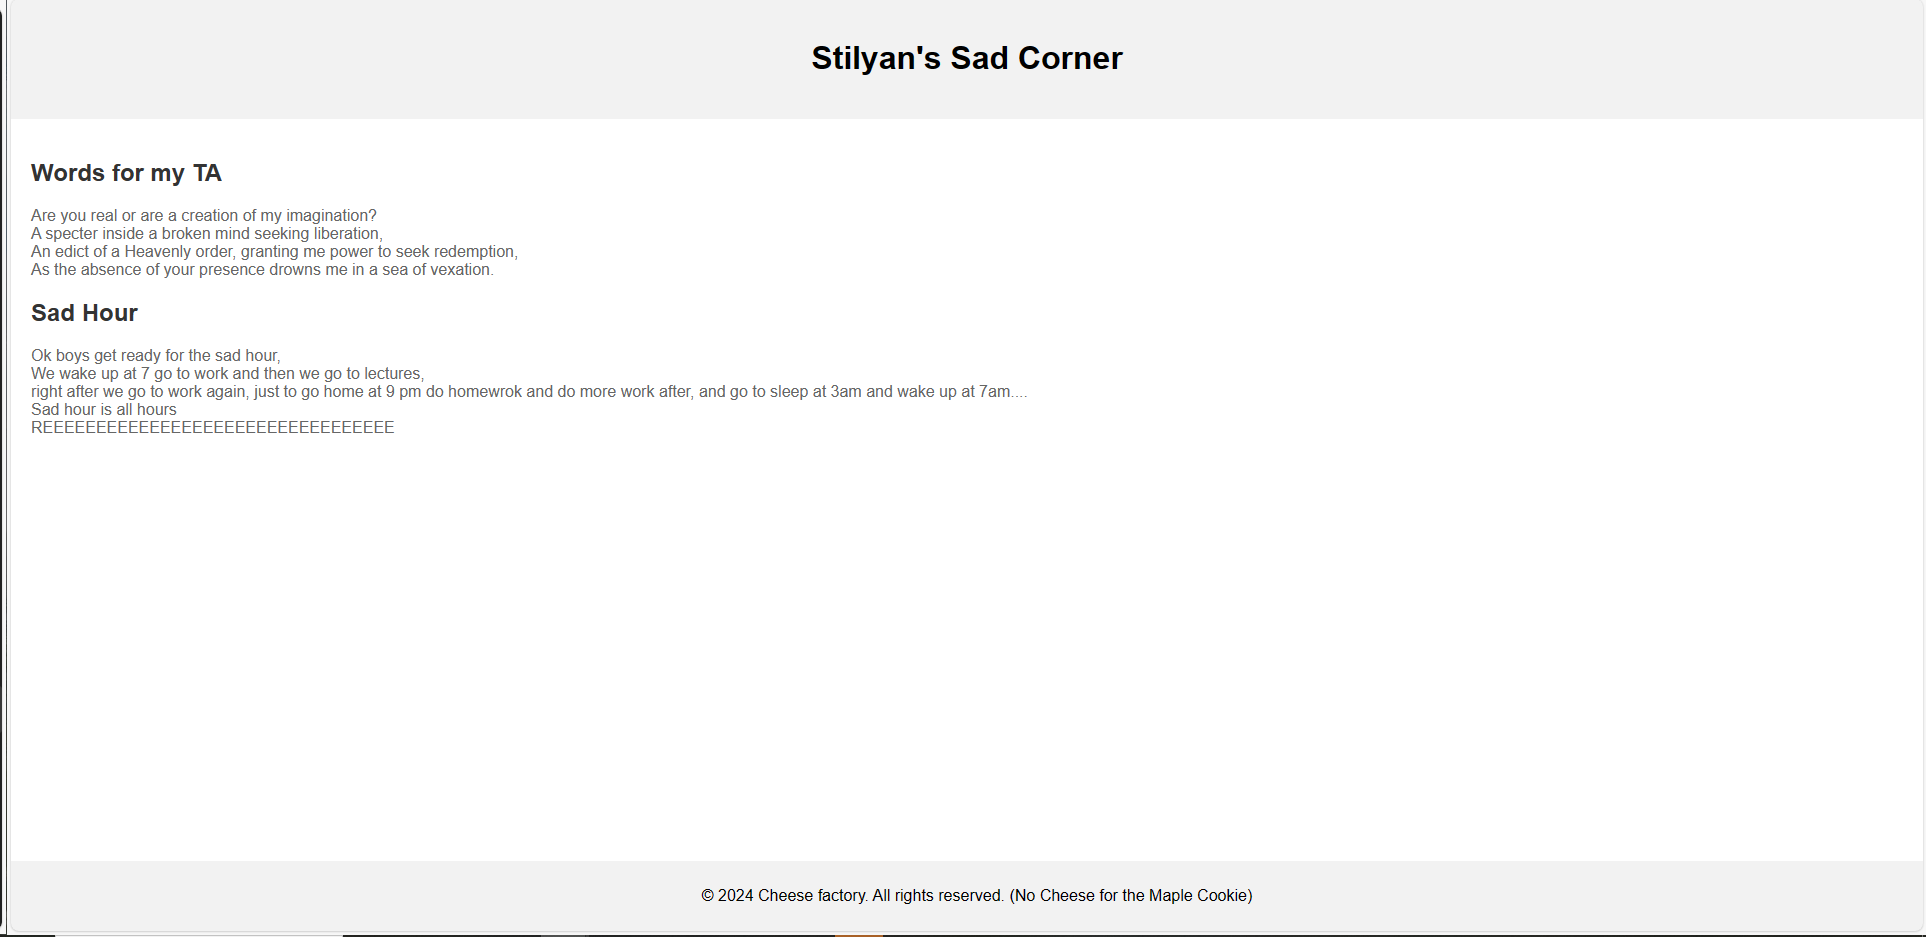 Stilyan's Sad Corner
Words for my TA
Are you real or are a creation of my imagination?
A specter inside a broken mind seeking liberation,
An edict of a Heavenly order, granting me power to seek redemption,
As the absence of your presence drowns me in a sea of vexation.
Sad Hour
Ok boys get ready for the sad hour,
We wake up at 7 go to work and then we go to lectures,
right after we go to work again, just to go home at 9 pm do homewrok and do more work after, and go to sleep at 3am and wake up at 7am....
Sad hour is all hours
REEEEEEEEEEEEEEEEEEEEEEEEEEEEEEEEE
© 2024 Cheese factory. All rights reserved. (No Cheese for the Maple Cookie)